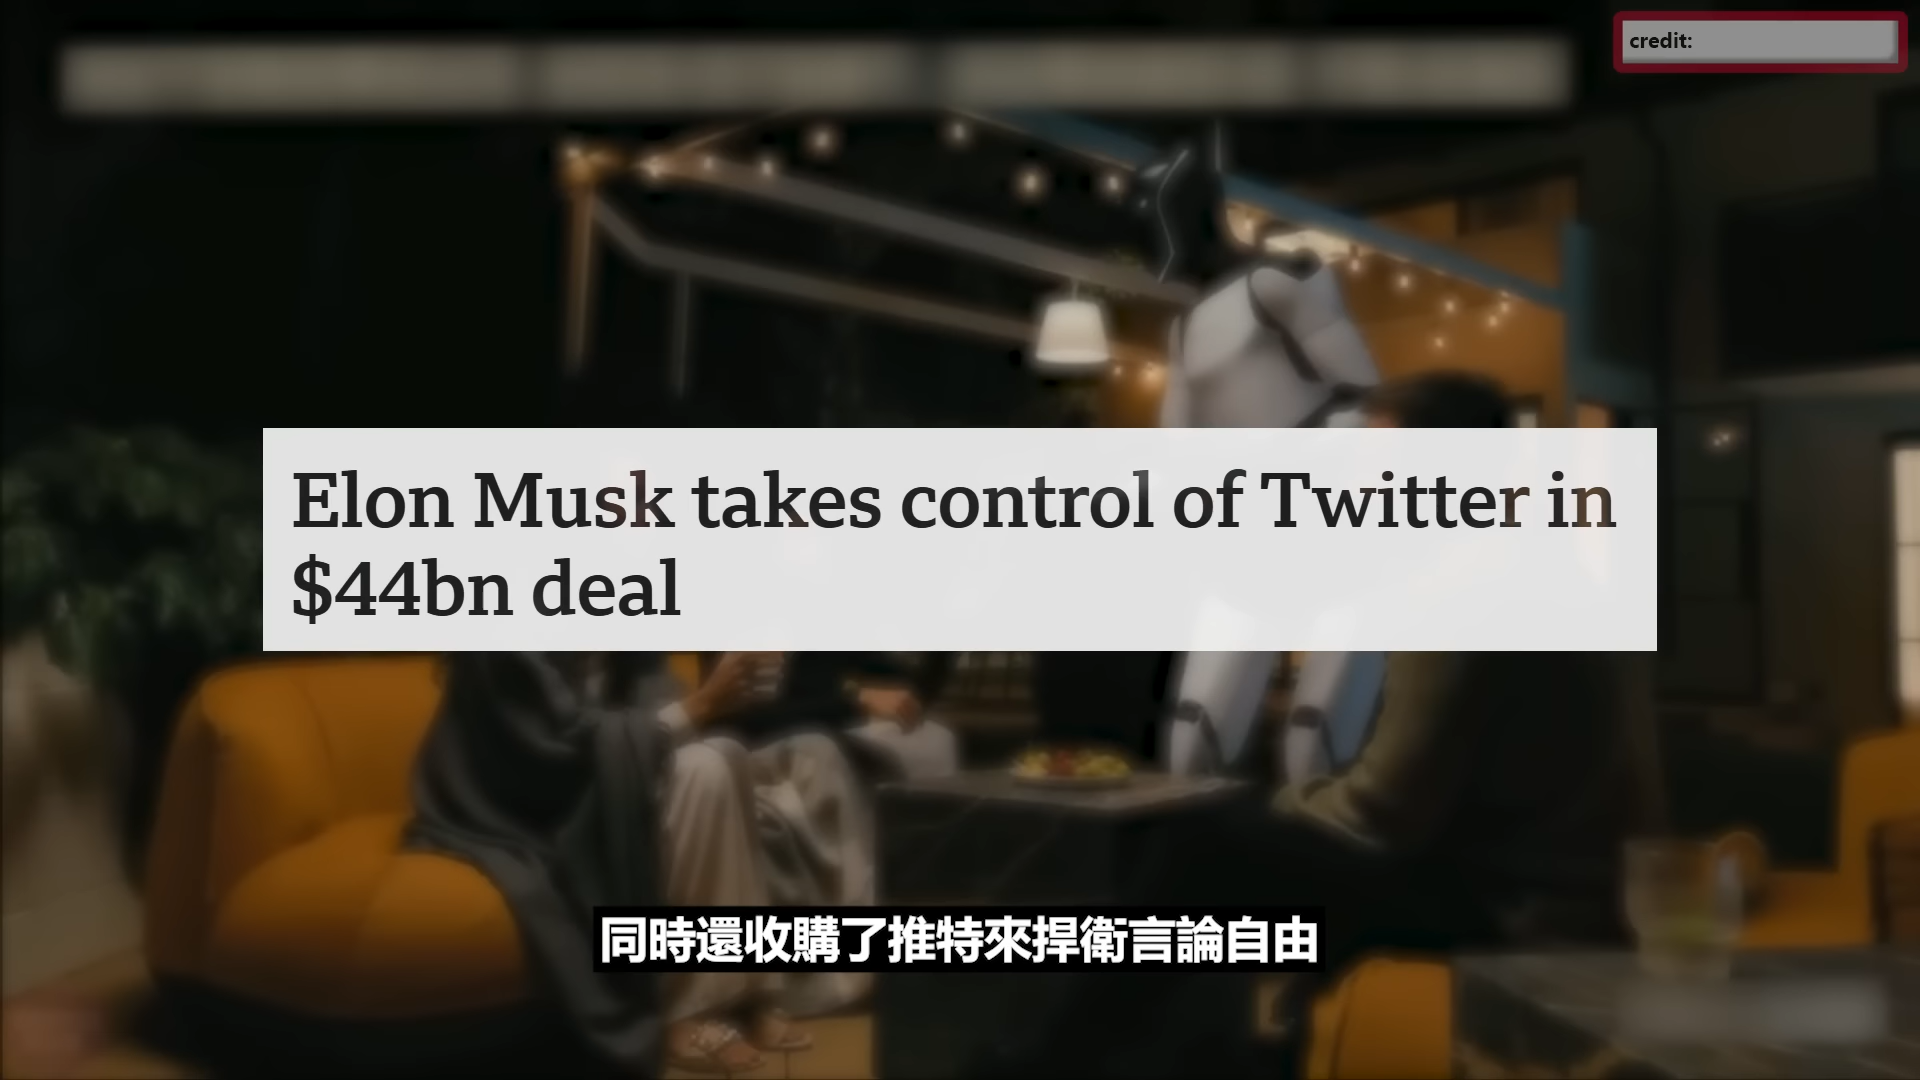 credit:
Elon Musk takes control of Twitter in
$44bn deal
同時還收購了推特來捍衛言論自由